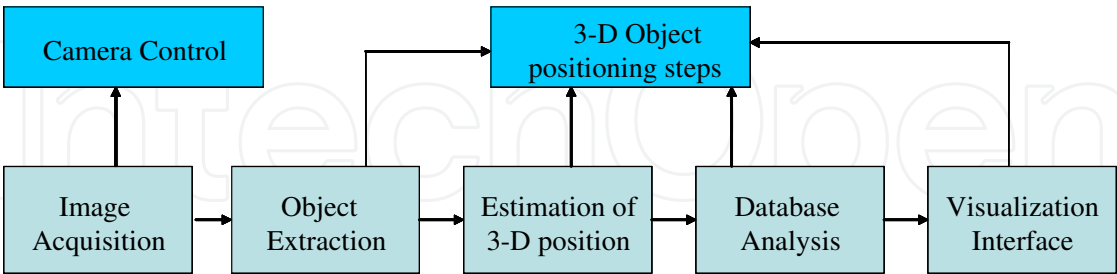 Camera Control
3-D Object
positioning steps
Image
Acquisition
Object
Extraction
Estimation of
3-D position
Database
Analysis
Visualization
Interface
IntechOpen